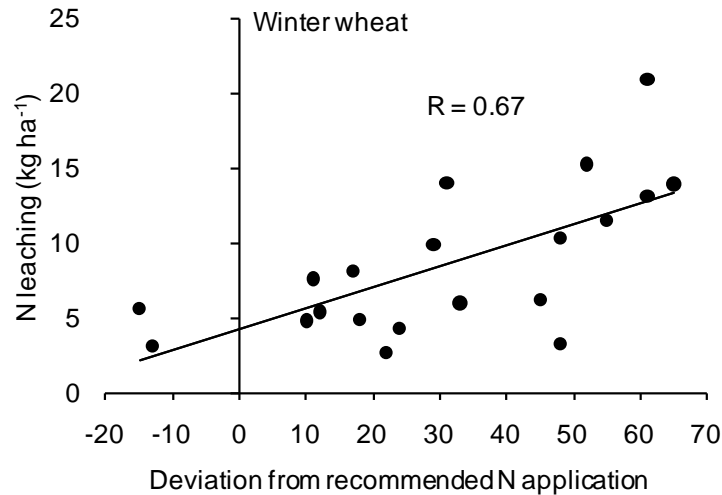 25
Winter wheat
20
R = 0.67
15
10
5
0
N leaching (kg ha⁻¹)
-20 -10 0 10 20 30 40 50 60 70
Deviation from recommended N application